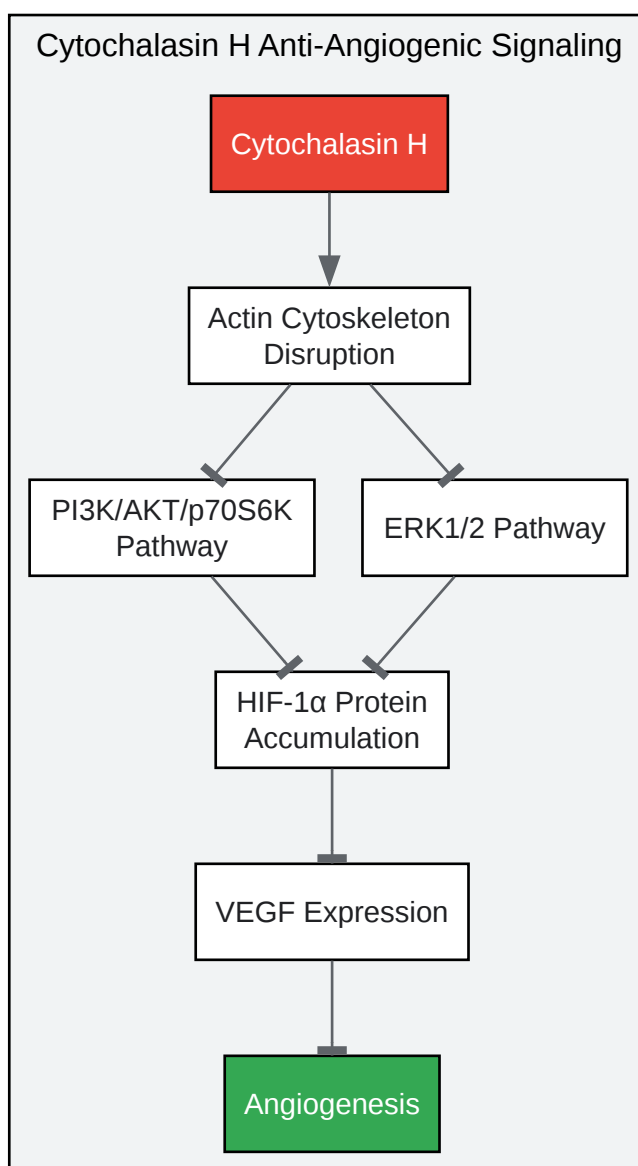 Cytochalasin H Anti-Angiogenic Signaling
Cytochalasin H
Actin Cytoskeleton
Disruption
PI3K/AKT/p70S6K
Pathway
ERK1/2 Pathway
HIF-1α Protein
Accumulation
VEGF Expression
Angiogenesis